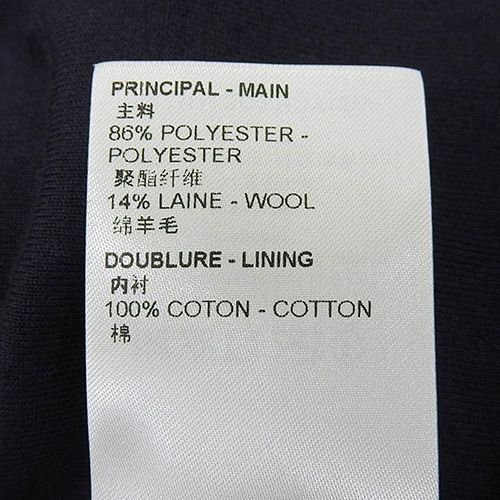 PRINCIPAL - MAIN
主料
86% POLYESTER -
POLYESTER
聚酯纤维
14% LAINE - WOOL
绵羊毛
DOUBLURE - LINING
内衬
100% COTON - COTTON
棉